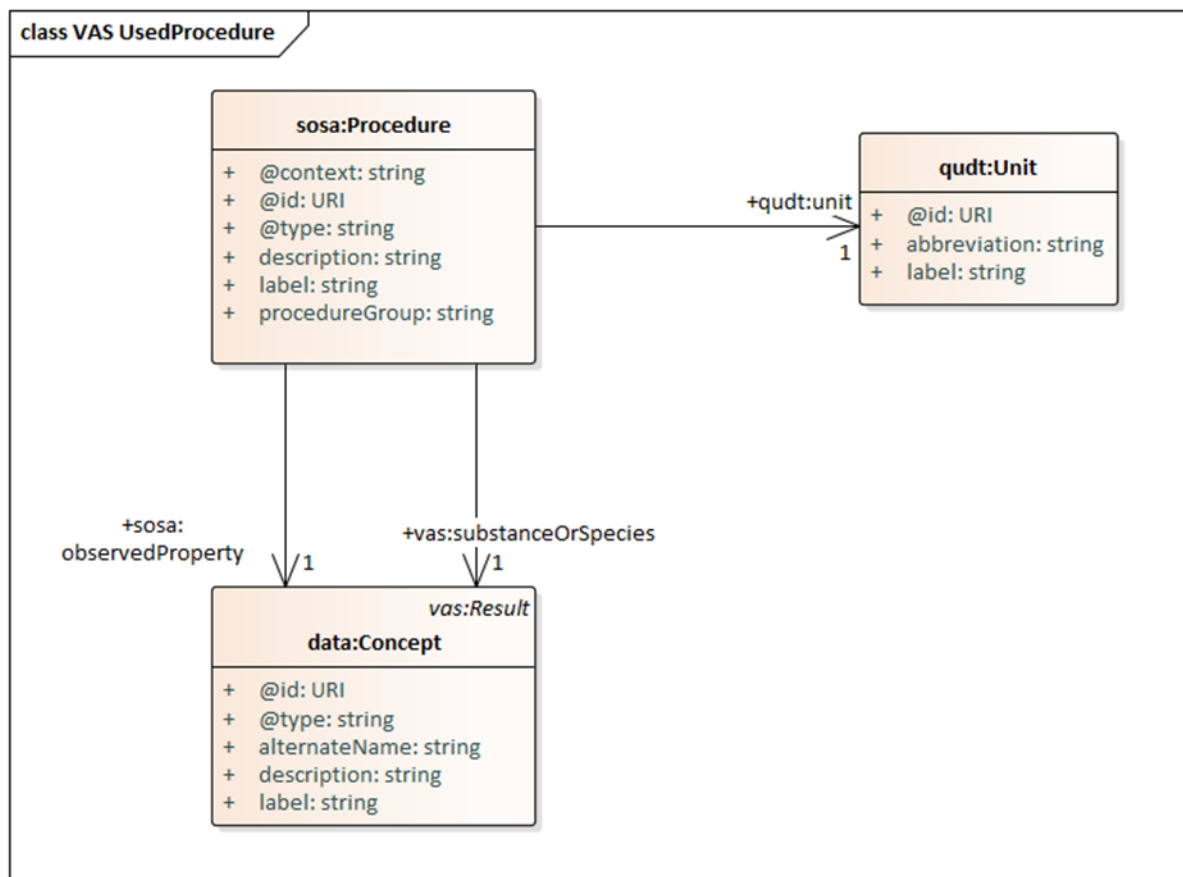 class VAS UsedProcedure
sosa:Procedure
+ @context: string
+ @id: URI
+ @type: string
+ description: string
+ label: string
+ procedureGroup: string
+qudt:unit
1
qudt:Unit
+ @id: URI
+ abbreviation: string
+ label: string
+sosa:
observedProperty
1
+vas:substanceOrSpecies
1
vas:Result
data:Concept
+ @id: URI
+ @type: string
+ alternateName: string
+ description: string
+ label: string